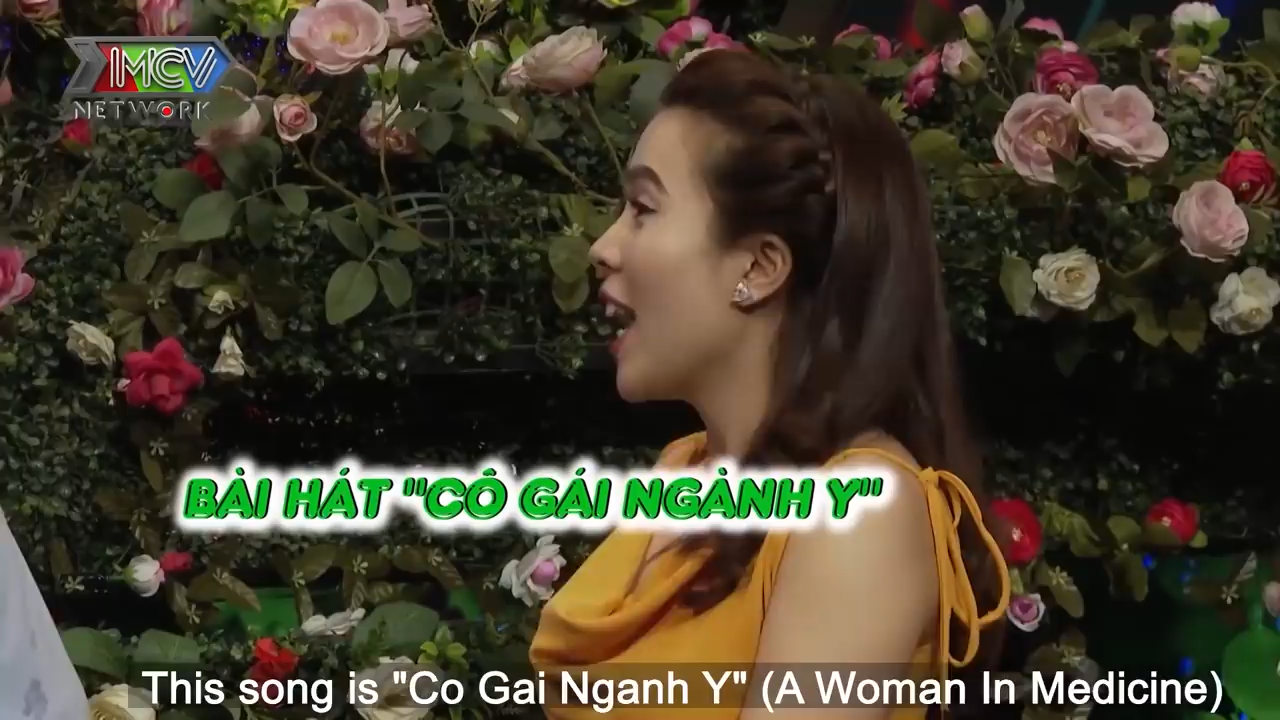 MCV
NETWORK
BÀI HÁT "CÔ GÁI NGÀNH Y"
This song is "Co Gai Nganh Y" (A Woman In Medicine)